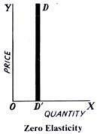 Y D
PRICE
O D' X
QUANTITY
Zero Elasticity